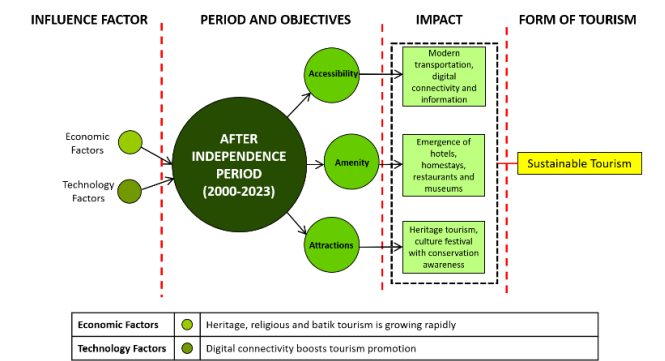 INFLUENCE FACTOR
PERIOD AND OBJECTIVES
IMPACT
FORM OF TOURISM
Economic
Factors
Technology
Factors
AFTER
INDEPENDENCE
PERIOD
(2000-2023)
Accessibility
Amenity
Attractions
Modern
transportation,
digital
connectivity and
information
Emergence of
hotels,
homestays,
restaurants and
museums
Heritage tourism,
culture festival
with conservation
awareness
Sustainable Tourism
Economic Factors
Heritage, religious and batik tourism is growing rapidly
Technology Factors
Digital connectivity boosts tourism promotion